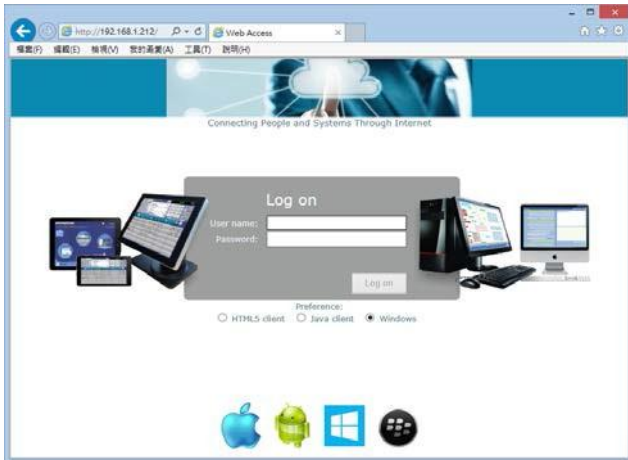 http://192.168.1.212/
Web Access
檔案(F) 編輯(E) 檢視(V) 我的最愛(A) 工具(T) 說明(H)
Connecting People and Systems Through Internet
Log on
User name:
Password:
Log on
Preference:
HTML5 client Java client Windows